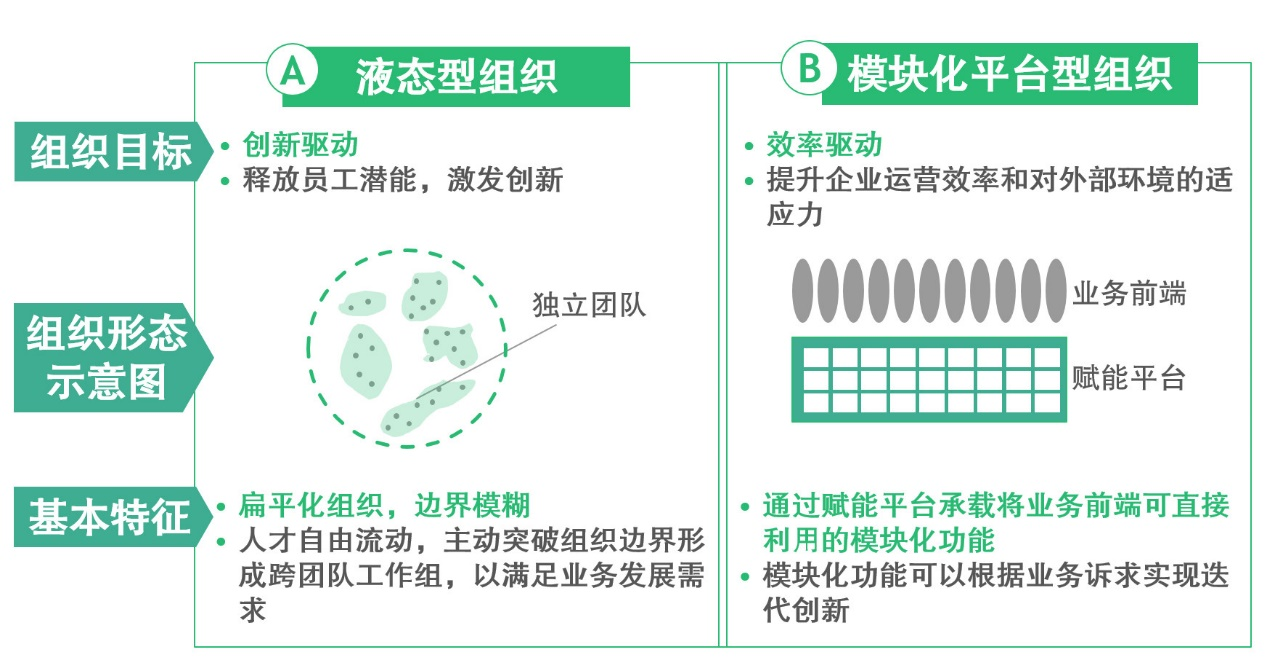 A 液态型组织
B 模块化平台型组织
组织目标
• 创新驱动
• 释放员工潜能，激发创新
• 效率驱动
• 提升企业运营效率和对外部环境的适
应力
组织形态
示意图
独立团队
业务前端
赋能平台
基本特征
• 扁平化组织，边界模糊
• 人才自由流动，主动突破组织边界形
成跨团队工作组，以满足业务发展需
求
• 通过赋能平台承载将业务前端可直接
利用的模块化功能
• 模块化功能可以根据业务诉求实现迭
代创新